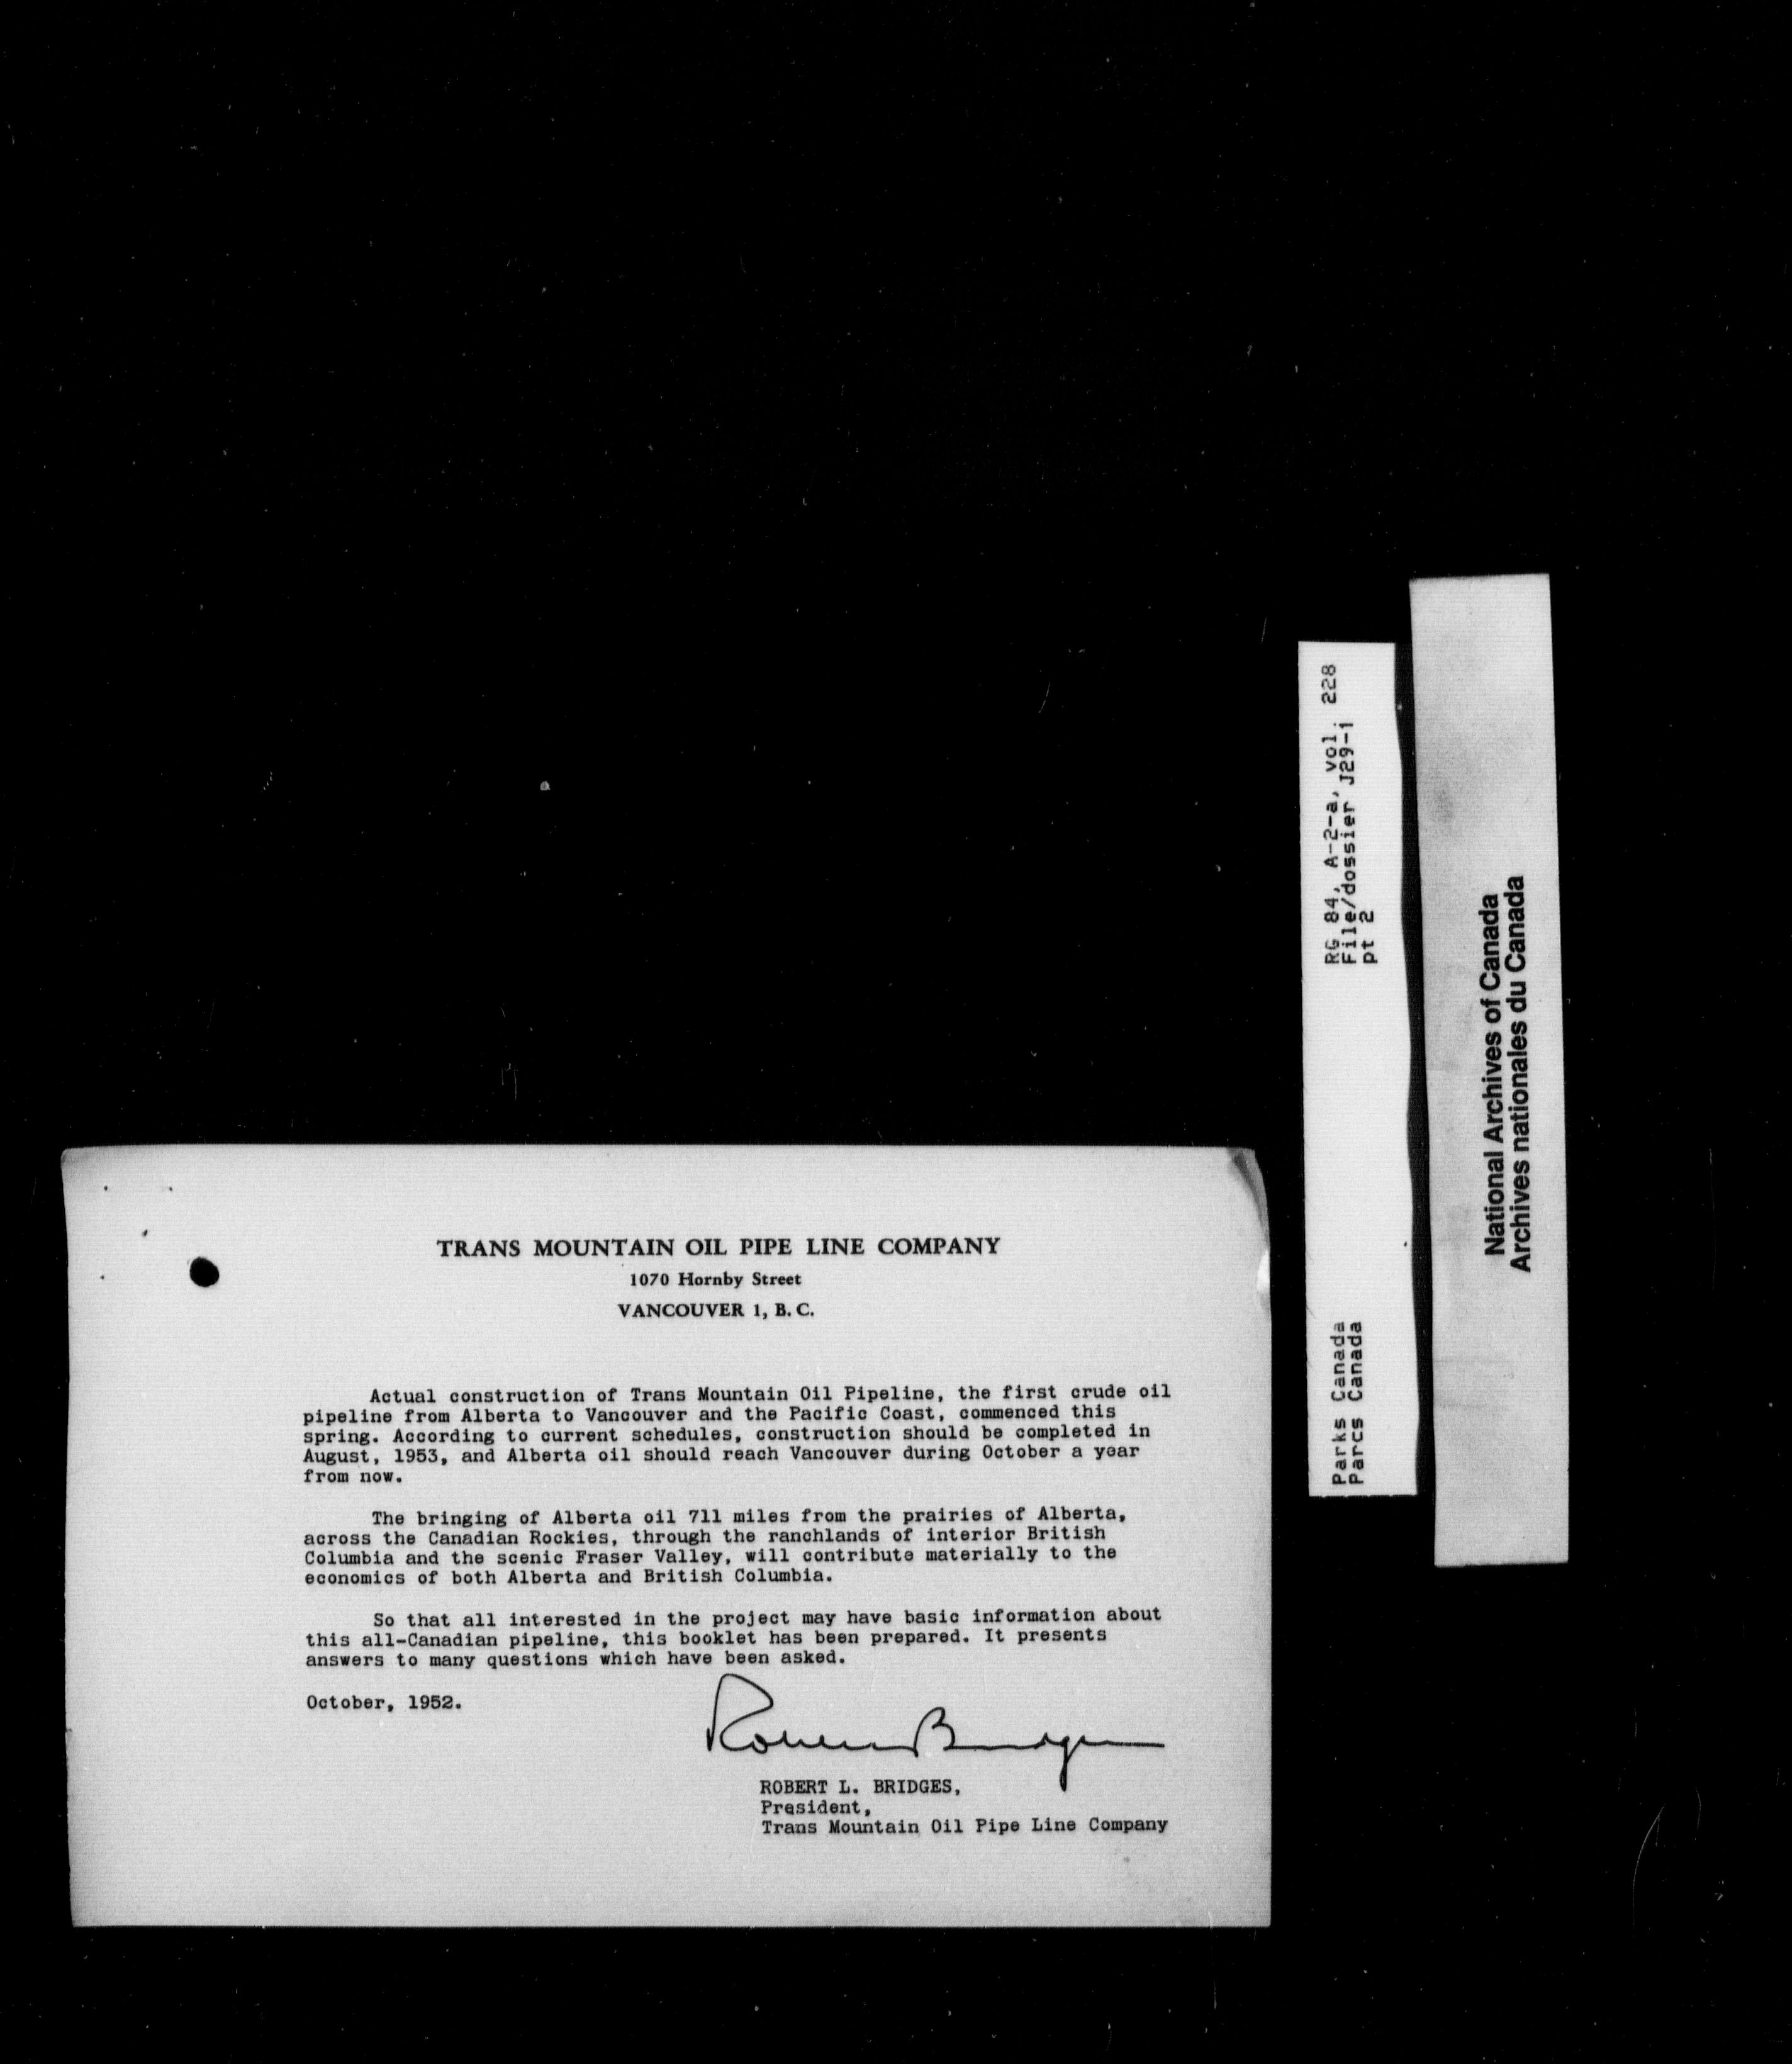 TRANS MOUNTAIN OIL PIPE LINE COMPANY
1070 Hornby Street
VANCOUVER 1, B. C.
Actual construction of Trans Mountain Oil Pipeline, the first crude oil
pipeline from Alberta to Vancouver and the Pacific Coast, commenced this
spring. According to current schedules, construction should be completed in
August, 1953, and Alberta oil should reach Vancouver during October a year
from now.
The bringing of Alberta oil 711 miles from the prairies of Alberta,
across the Canadian Rockies, through the ranchlands of interior British
Columbia and the scenic Fraser Valley, will contribute materially to the
economics of both Alberta and British Columbia.
So that all interested in the project may have basic information about
this all-Canadian pipeline, this booklet has been prepared. It presents
answers to many questions which have been asked.
October, 1952.
Robert Bridges
ROBERT L. BRIDGES,
President,
Trans Mountain Oil Pipe Line Company
Parks Canada
Parcs Canada
RG 84, A-2-a, vol. 228
File/dossier J29-1
pt 2
National Archives of Canada
Archives nationales du Canada